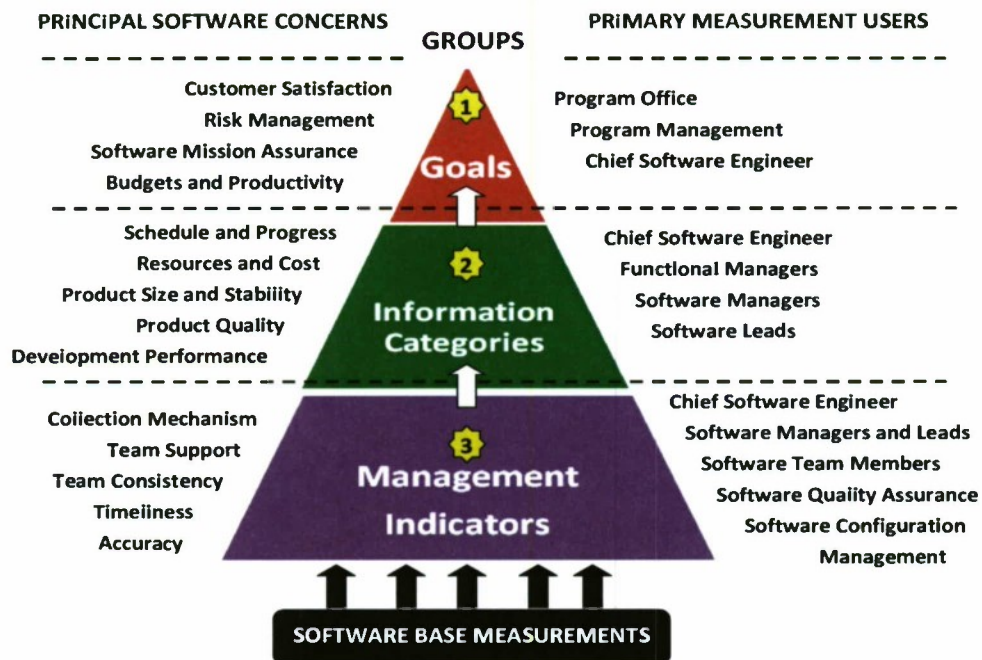 PRiNCiPAL SOFTWARE CONCERNS
GROUPS
PRiMARY MEASUREMENT USERS
Customer Satisfaction
Risk Management
Software Mission Assurance
Budgets and Productivity
1
Goals
Program Office
Program Management
Chief Software Engineer
Schedule and Progress
Resources and Cost
Product Size and Stability
Product Quality
Development Performance
2
Information
Categories
Chief Software Engineer
Functional Managers
Software Managers
Software Leads
Collection Mechanism
Team Support
Team Consistency
Timeliness
Accuracy
3
Management
Indicators
Chief Software Engineer
Software Managers and Leads
Software Team Members
Software Quality Assurance
Software Configuration
Management
SOFTWARE BASE MEASUREMENTS